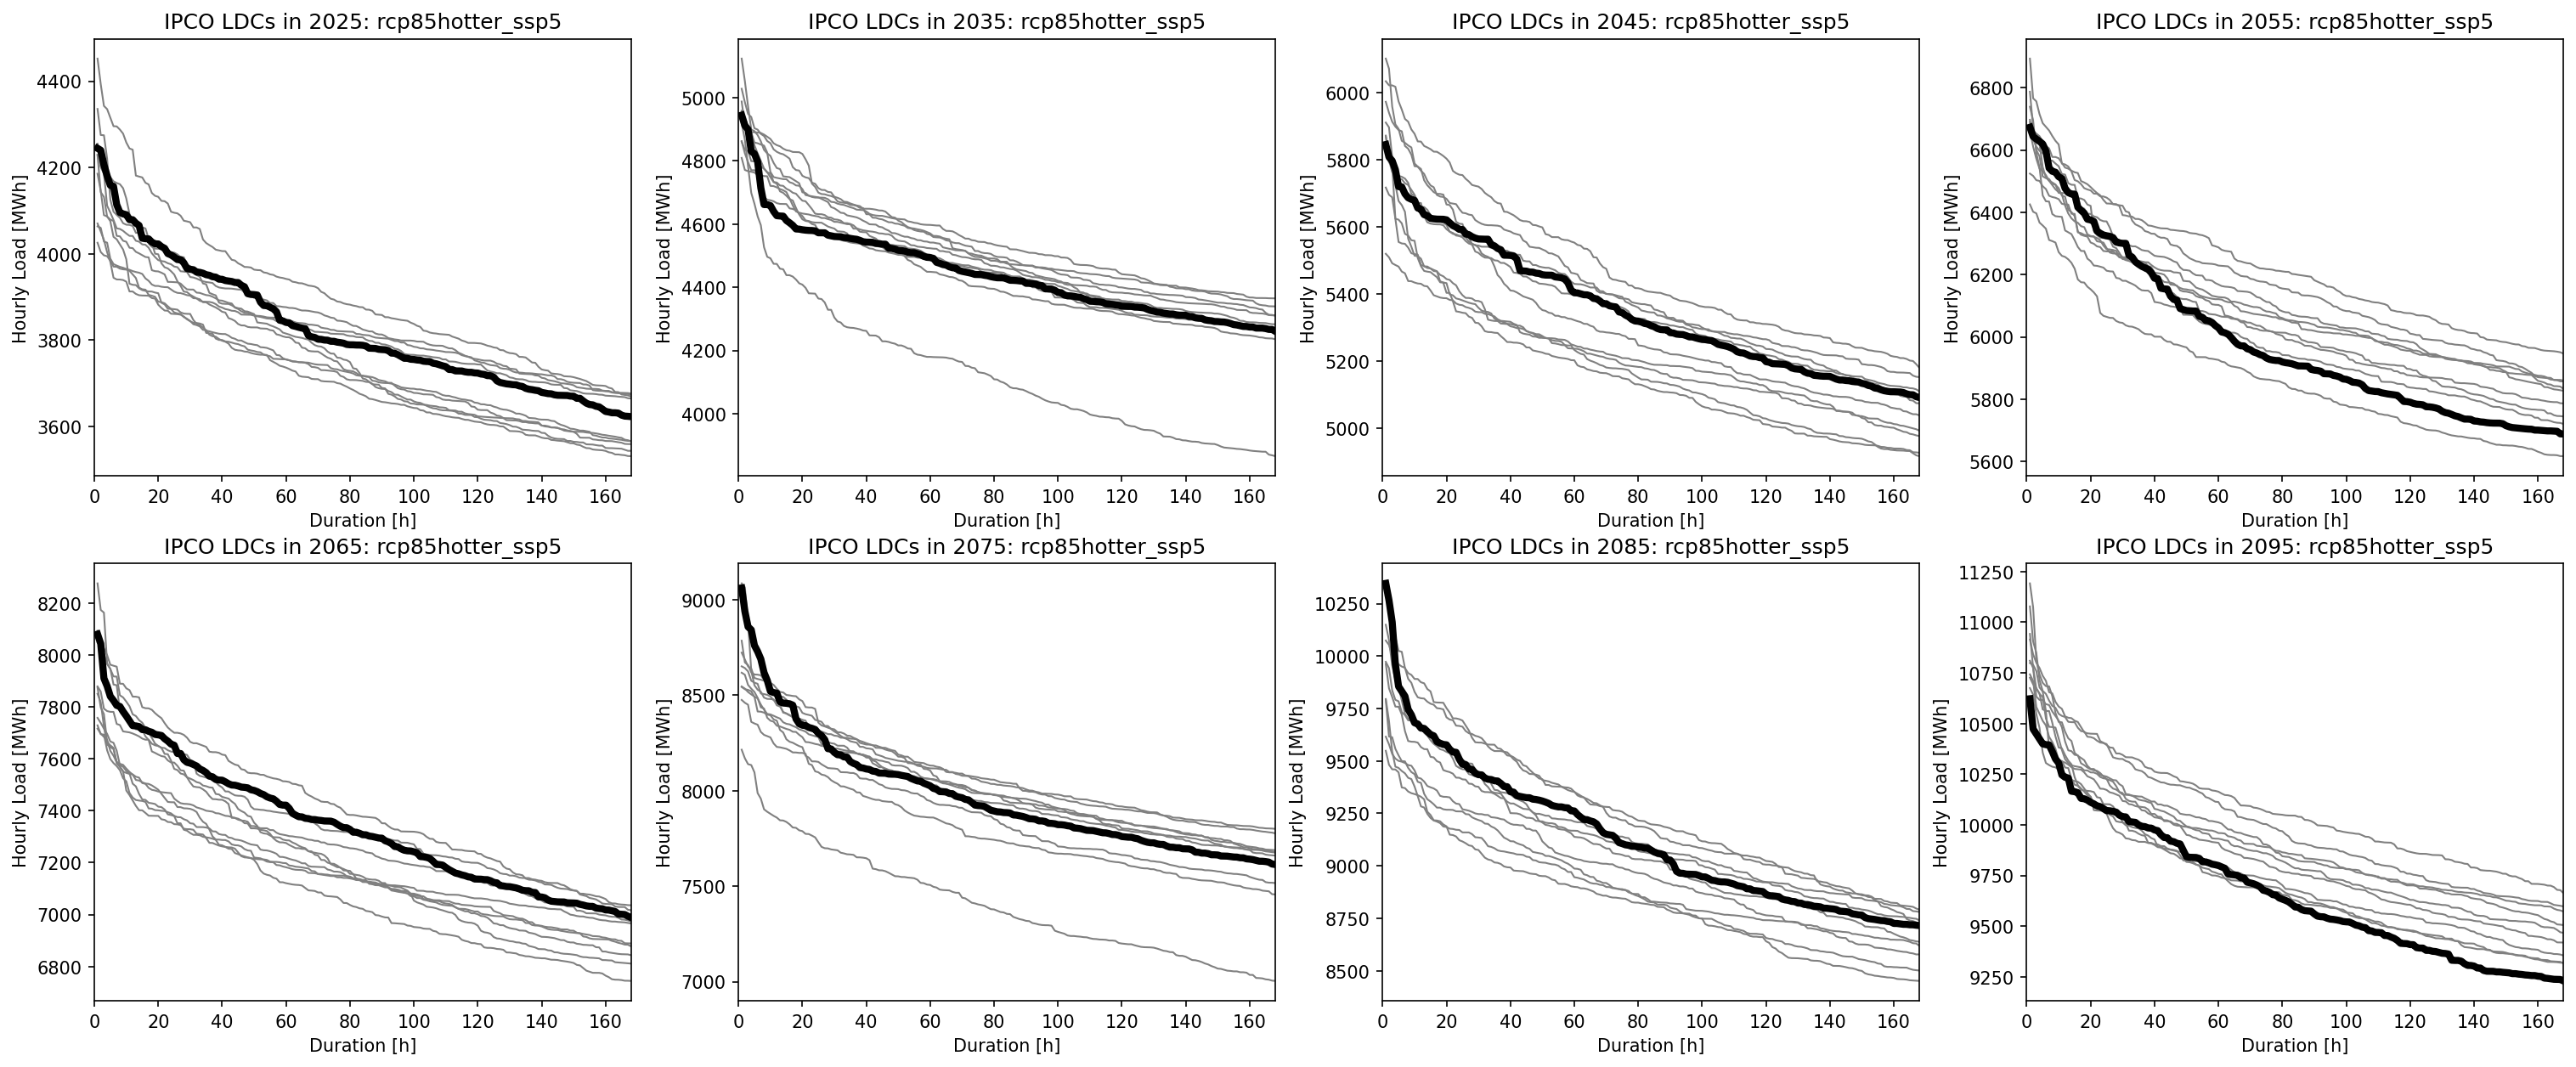 IPCO LDCs in 2025: rcp85hotter_ssp5
Hourly Load [MWh]
4400
4200
4000
3800
3600
0 20 40 60 80 100 120 140 160
Duration [h]
IPCO LDCs in 2035: rcp85hotter_ssp5
Hourly Load [MWh]
5000
4800
4600
4400
4200
4000
0 20 40 60 80 100 120 140 160
Duration [h]
IPCO LDCs in 2045: rcp85hotter_ssp5
Hourly Load [MWh]
6000
5800
5600
5400
5200
5000
0 20 40 60 80 100 120 140 160
Duration [h]
IPCO LDCs in 2055: rcp85hotter_ssp5
Hourly Load [MWh]
6800
6600
6400
6200
6000
5800
5600
0 20 40 60 80 100 120 140 160
Duration [h]
IPCO LDCs in 2065: rcp85hotter_ssp5
Hourly Load [MWh]
8200
8000
7800
7600
7400
7200
7000
6800
0 20 40 60 80 100 120 140 160
Duration [h]
IPCO LDCs in 2075: rcp85hotter_ssp5
Hourly Load [MWh]
9000
8500
8000
7500
7000
0 20 40 60 80 100 120 140 160
Duration [h]
IPCO LDCs in 2085: rcp85hotter_ssp5
Hourly Load [MWh]
10250
10000
9750
9500
9250
9000
8750
8500
0 20 40 60 80 100 120 140 160
Duration [h]
IPCO LDCs in 2095: rcp85hotter_ssp5
Hourly Load [MWh]
11250
11000
10750
10500
10250
10000
9750
9500
9250
0 20 40 60 80 100 120 140 160
Duration [h]